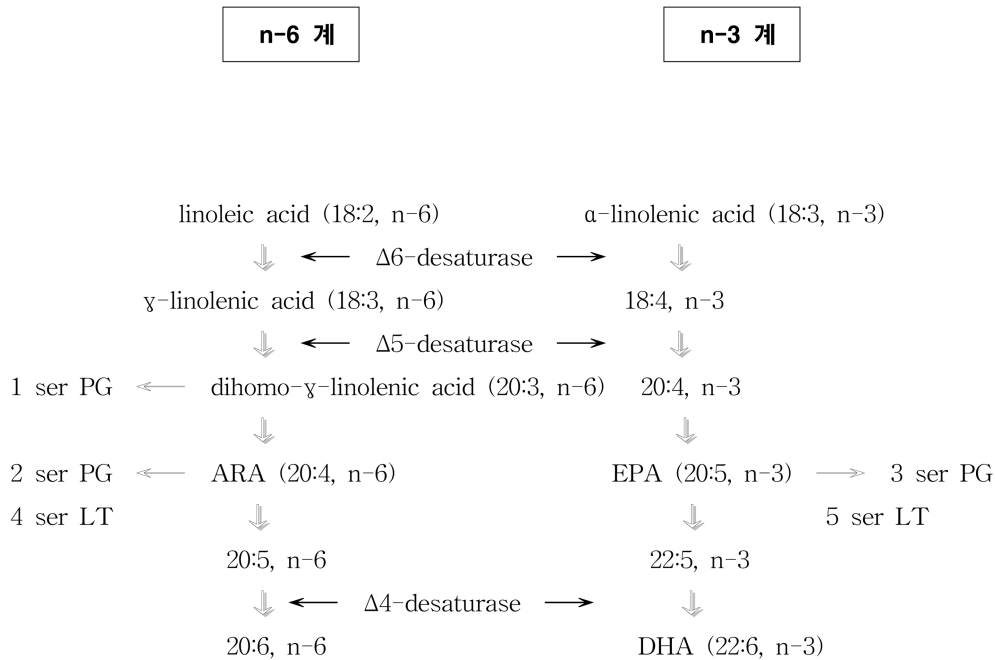 n-6 계 n-3 계
linoleic acid (18:2, n-6) α-linolenic acid (18:3, n-3)
Δ6-desaturase
ɣ-linolenic acid (18:3, n-6) 18:4, n-3
Δ5-desaturase
1 ser PG dihomo-ɣ-linolenic acid (20:3, n-6) 20:4, n-3
2 ser PG ARA (20:4, n-6) EPA (20:5, n-3) 3 ser PG
4 ser LT 5 ser LT
20:5, n-6 22:5, n-3
Δ4-desaturase
20:6, n-6 DHA (22:6, n-3)